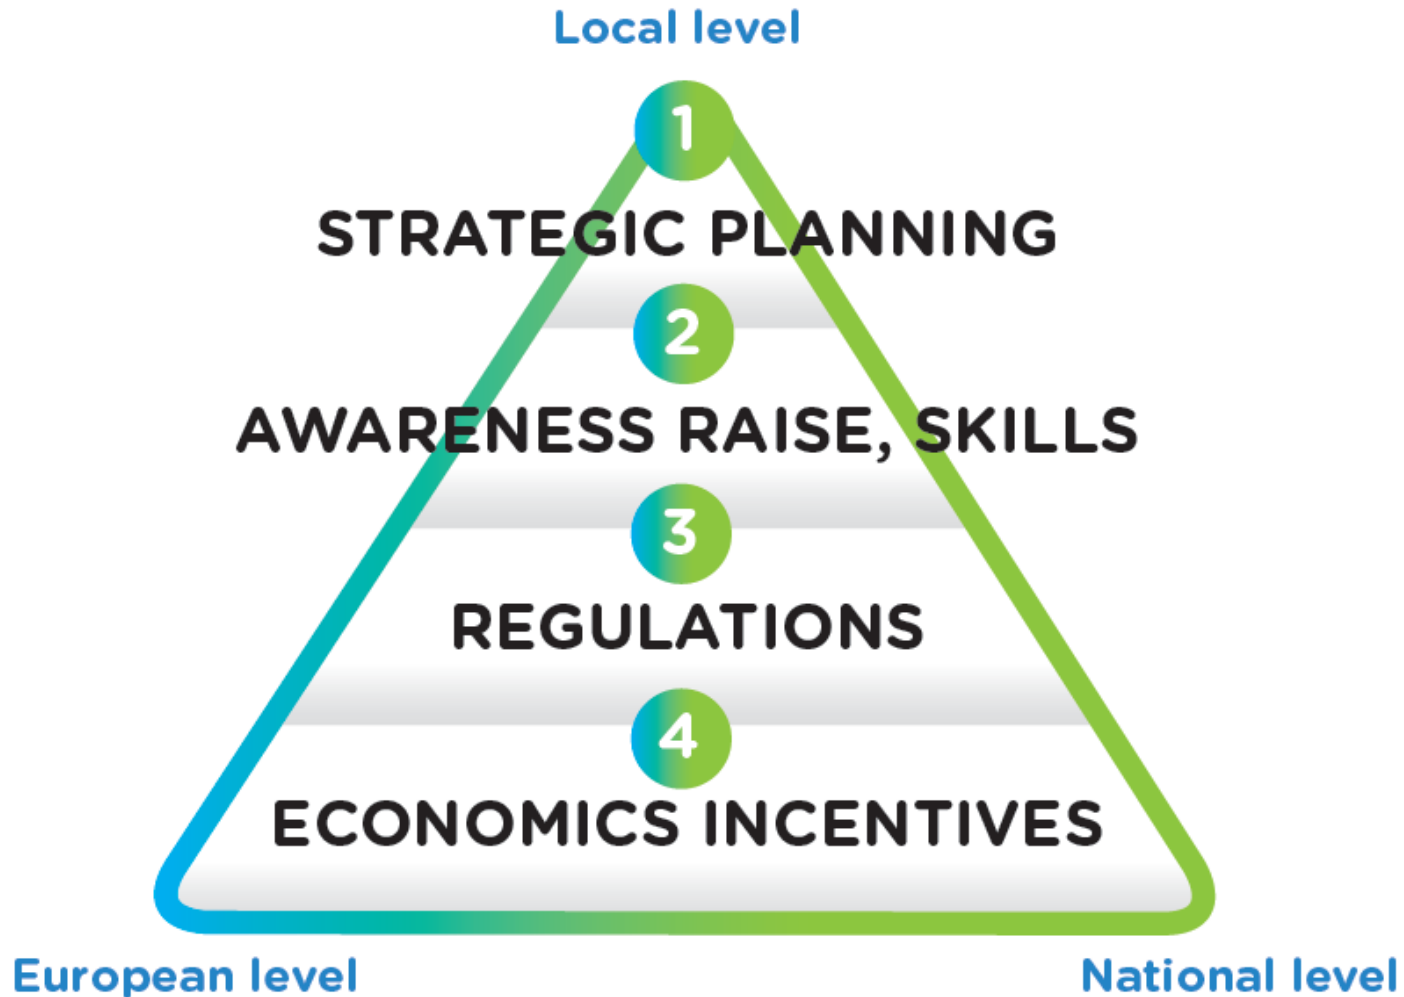 Local level
1
STRATEGIC PLANNING
2
AWARENESS RAISE, SKILLS
3
REGULATIONS
4
ECONOMICS INCENTIVES
European level
National level